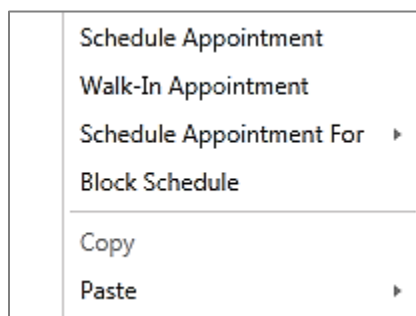 Schedule Appointment
Walk-In Appointment
Schedule Appointment For
Block Schedule
Copy
Paste